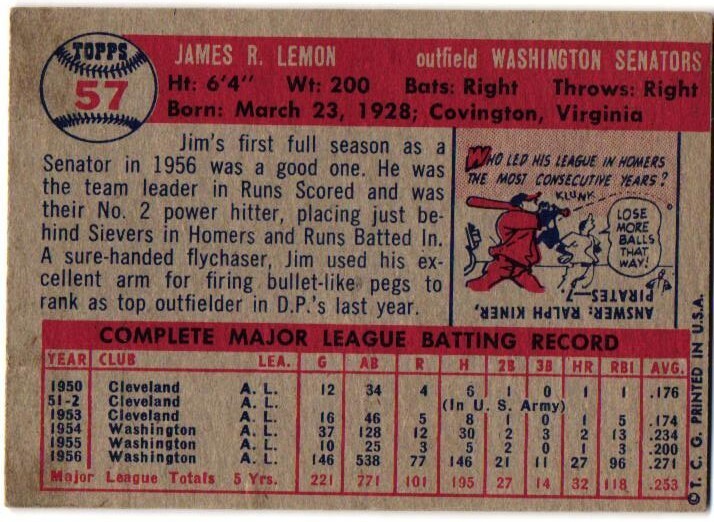 TOPPS
57
JAMES R. LEMON outfield WASHINGTON SENATORS
Ht: 6'4" Wt: 200 Bats: Right Throws: Right
Born: March 23, 1928; Covington, Virginia
Jim's first full season as a
Senator in 1956 was a good one. He was
the team leader in Runs Scored and was
their No. 2 power hitter, placing just be-
hind Sievers in Homers and Runs Batted In.
A sure-handed flychaser, Jim used his ex-
cellent arm for firing bullet-like pegs to
rank as top outfielder in D.P.'s last year.
WHO LED HIS LEAGUE IN HOMERS
THE MOST CONSECUTIVE YEARS?
KLUNK
LOSE
MORE
BALLS
THAT
WAY!
ANSWER: RALPH KINER,
PIRATES—7
COMPLETE MAJOR LEAGUE BATTING RECORD
YEAR CLUB LEA. G AB R H 2B 3B HR RBI AVG.
1950 Cleveland A. L. 12 34 4 6 1 0 1 1 .176
51-2 Cleveland A. L. (In U. S. Army)
1953 Cleveland A. L. 16 46 5 8 1 0 1 5 .174
1954 Washington A. L. 37 128 12 30 2 3 2 13 .234
1955 Washington A. L. 10 25 3 5 2 0 1 3 .200
1956 Washington A. L. 146 538 77 146 21 11 27 96 .271
Major League Totals 5 Yrs. 221 771 101 195 27 14 32 118 .253
© T. C. G. PRINTED IN U.S.A.